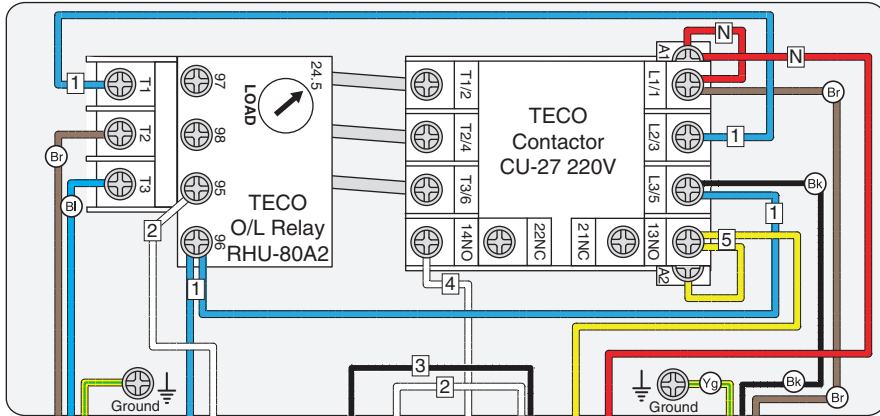 N
A1
24.5
N
1
T1
97
LOAD
T1/2
L1/1
Br
TECO
Contactor
CU-27 220V
T2
98
T2/4
L2/3
1
Br
T3
95
T3/6
L3/5
Bk
Bl
TECO
O/L Relay
RHU-80A2
2
96
14NO
22NC
21NC
13NO
1
5
A2
1
4
3
2
Ground
Ground
Yg
Bk
Br